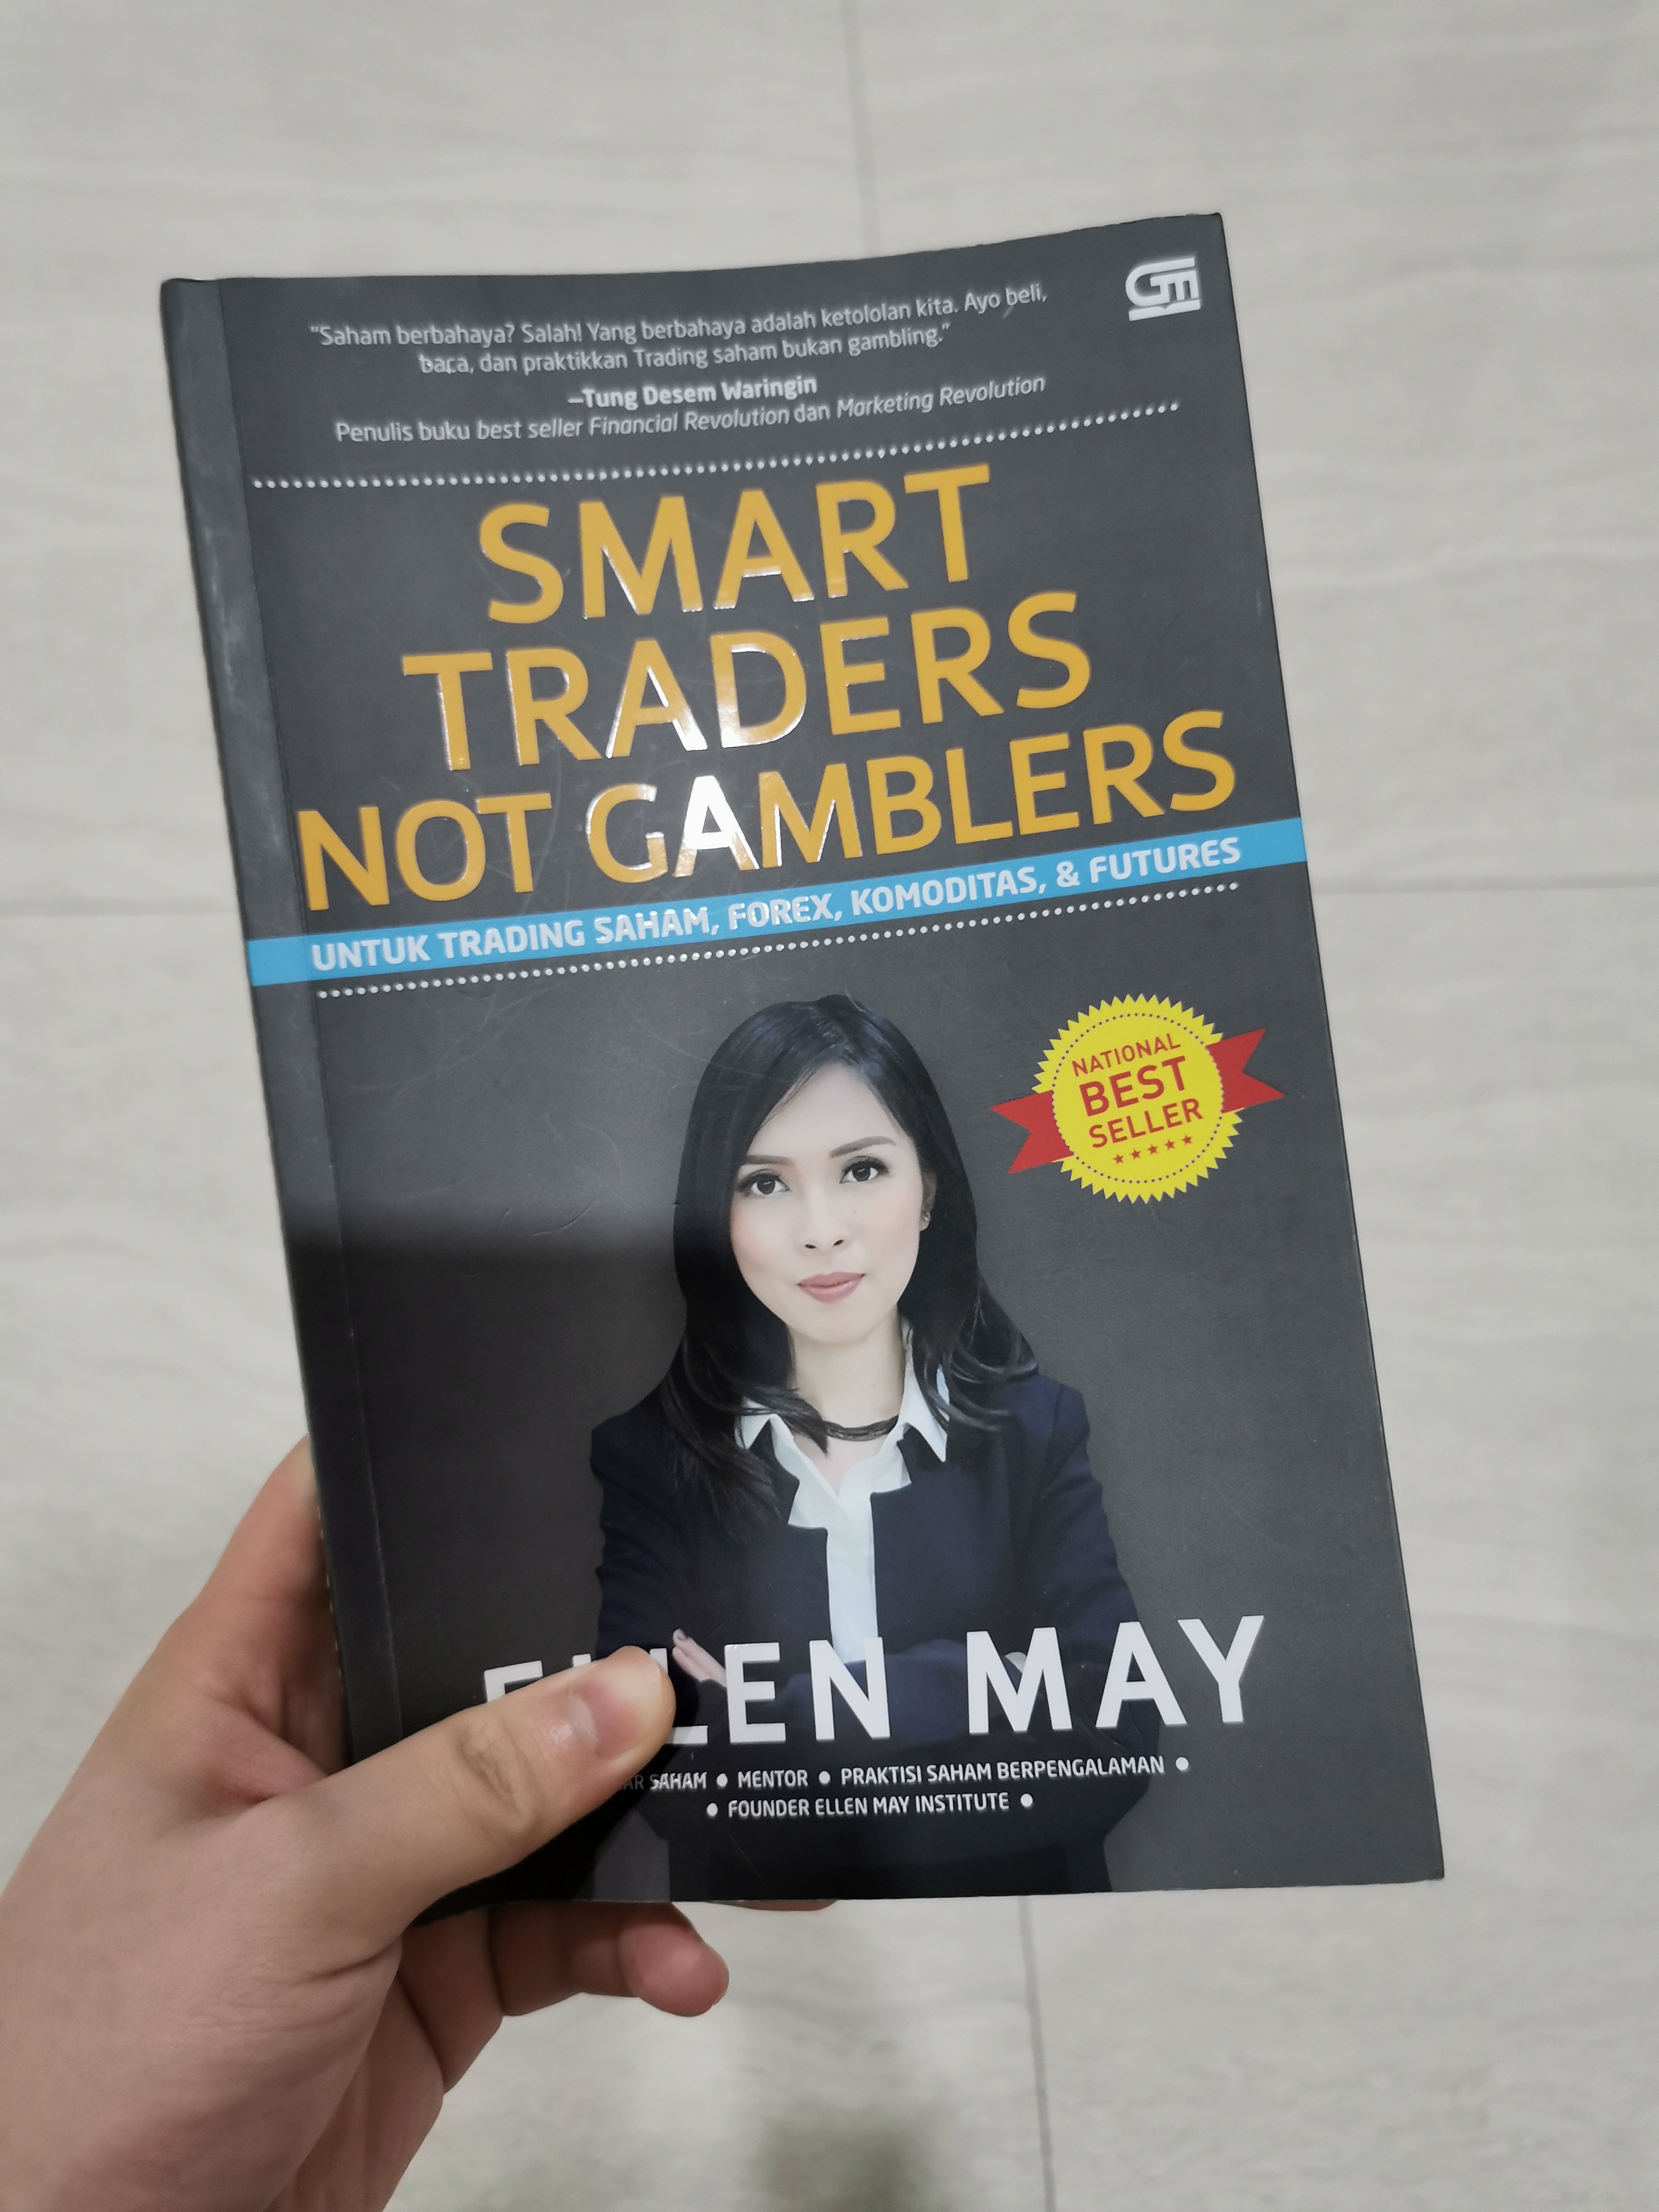 "Saham berbahaya? Salah! Yang berbahaya adalah ketololan kita. Ayo beli,
baca, dan praktikkan Trading saham bukan gambling."
—Tung Desem Waringin
Penulis buku best seller Financial Revolution dan Marketing Revolution
SMART
TRADERS
NOT GAMBLERS
UNTUK TRADING SAHAM, FOREX, KOMODITAS, & FUTURES
NATIONAL
BEST
SELLER
ELLEN MAY
SAHAM • MENTOR • PRAKTISI SAHAM BERPENGALAMAN •
• FOUNDER ELLEN MAY INSTITUTE •